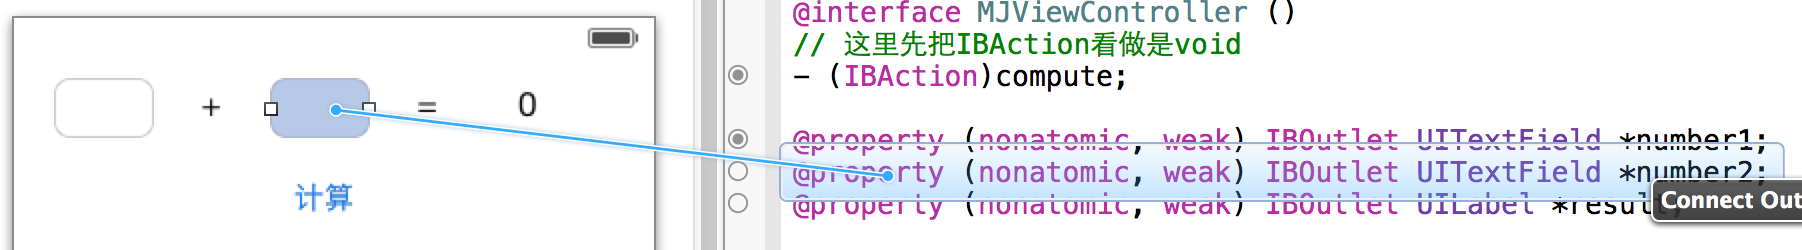 + = 0
计算
@interface MJViewController ()
// 这里先把IBAction看做是void
- (IBAction)compute;
@property (nonatomic, weak) IBOutlet UITextField *number1;
@property (nonatomic, weak) IBOutlet UITextField *number2;
@property (nonatomic, weak) IBOutlet UILabel *result;
Connect Out